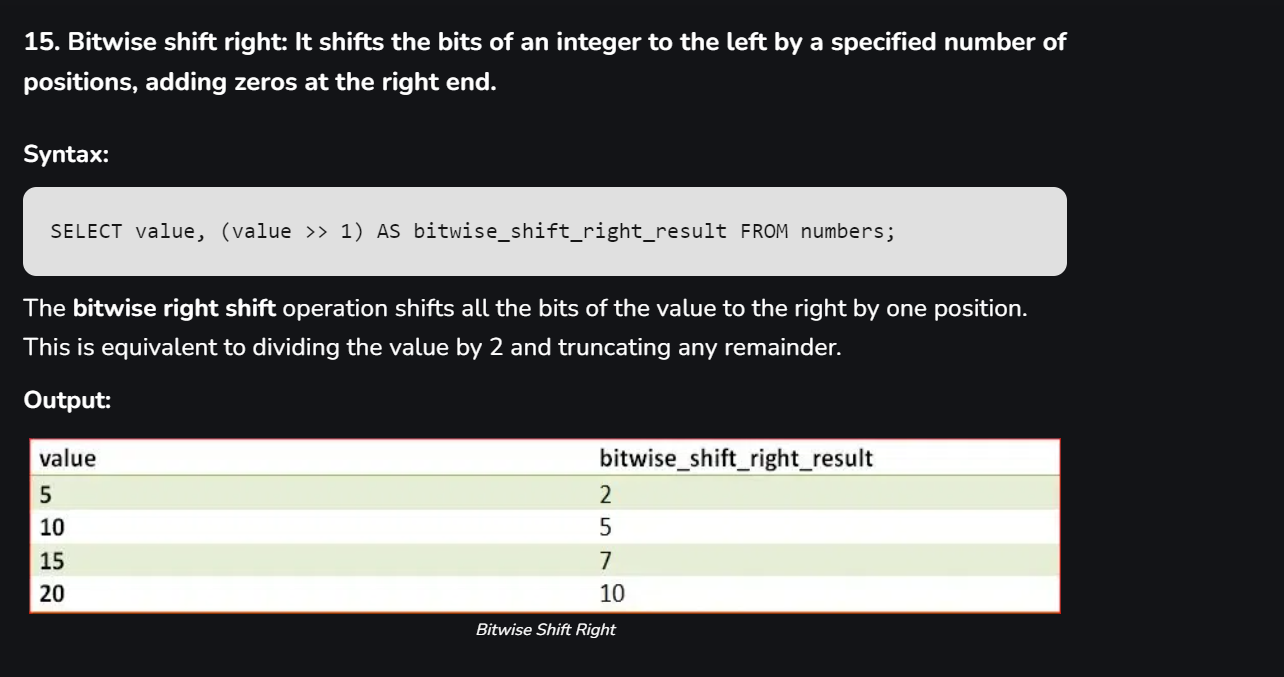 15. Bitwise shift right: It shifts the bits of an integer to the left by a specified number of
positions, adding zeros at the right end.
Syntax:
SELECT value, (value >> 1) AS bitwise_shift_right_result FROM numbers;
The bitwise right shift operation shifts all the bits of the value to the right by one position.
This is equivalent to dividing the value by 2 and truncating any remainder.
Output:
value bitwise_shift_right_result
5 2
10 5
15 7
20 10
Bitwise Shift Right